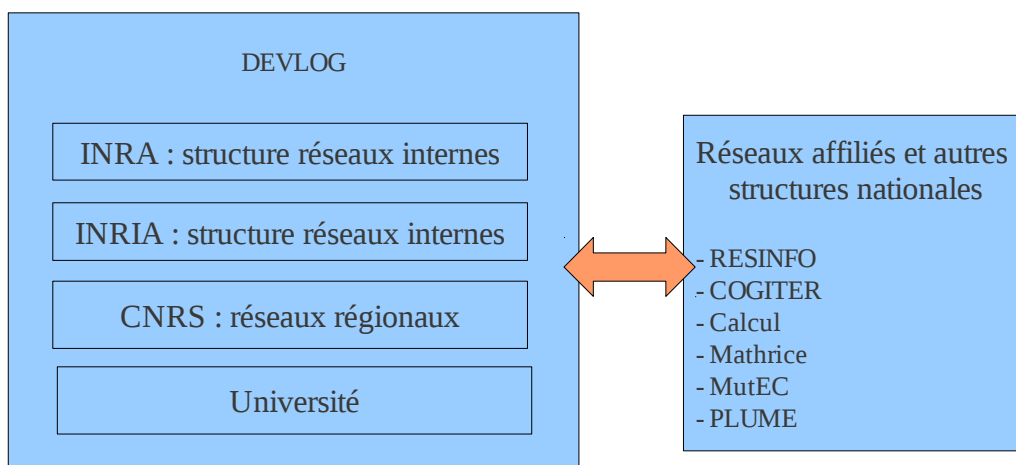 DEVLOG
INRA : structure réseaux internes
INRIA : structure réseaux internes
CNRS : réseaux régionaux
Université
Réseaux affiliés et autres
structures nationales
- RESINFO
- COGITER
- Calcul
- Mathrice
- MutEC
- PLUME